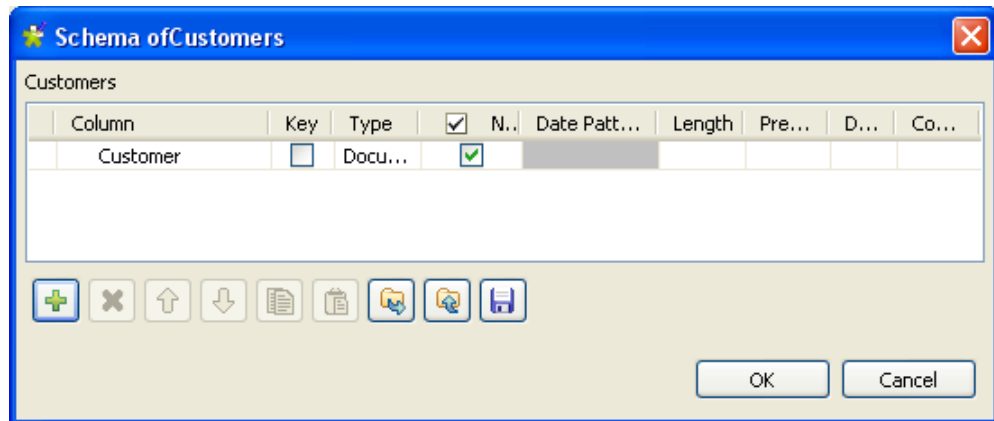 Schema ofCustomers
Customers
Column Key Type N.. Date Patt... Length Pre... D... Co...
Customer Docu...
OK Cancel